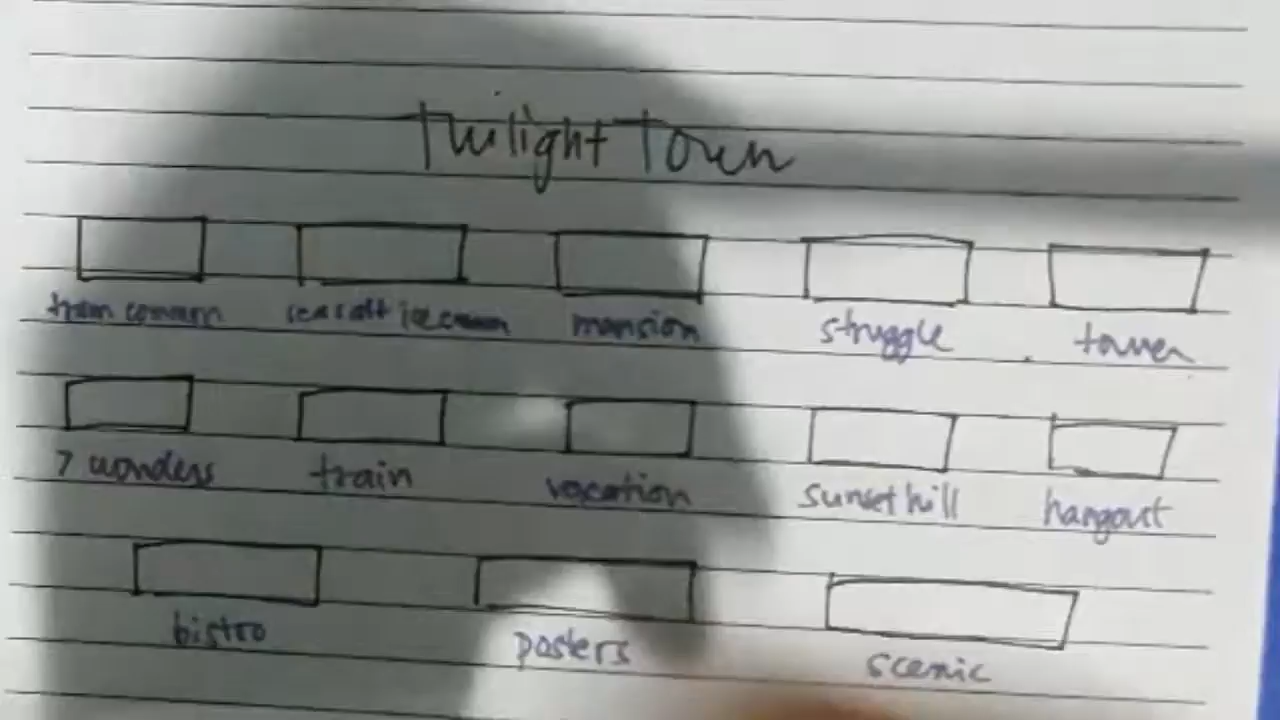 Twilight Town
tram common sea salt ice cream mansion struggle tower
7 wonders train vacation sunset hill hangout
bistro posters scenic